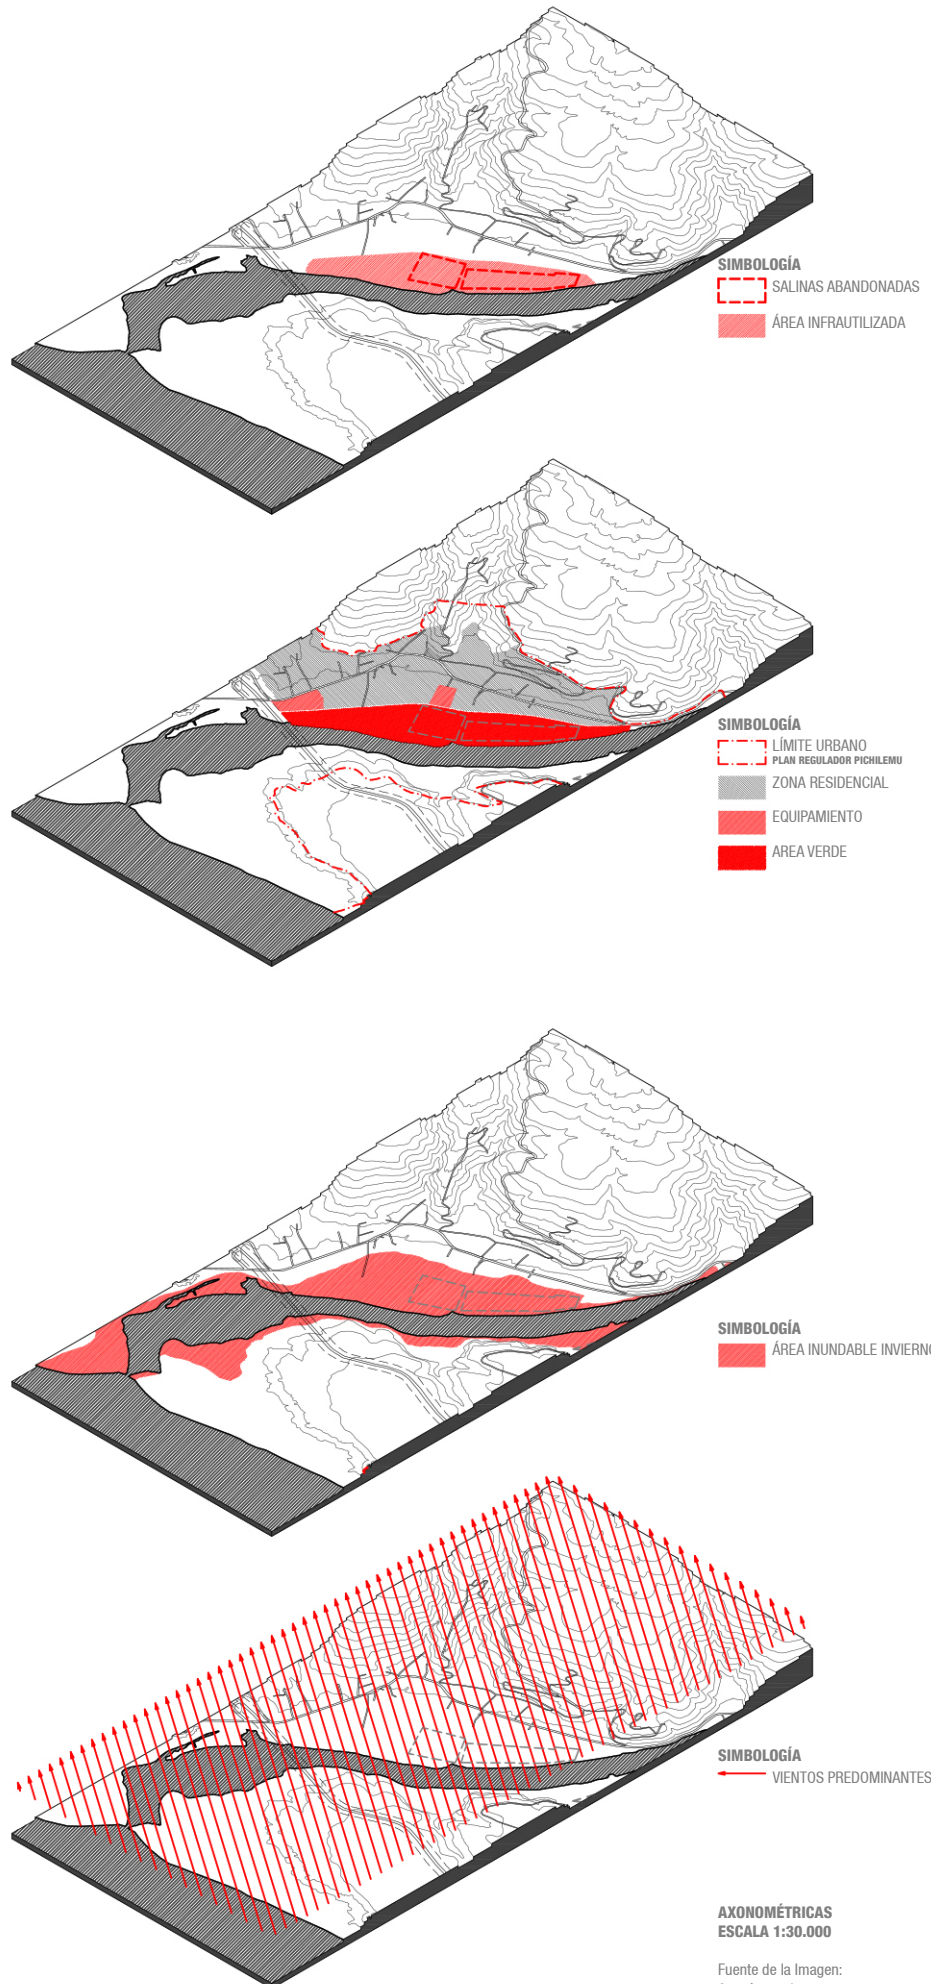 SIMBOLOGÍA
SALINAS ABANDONADAS
ÁREA INFRAUTILIZADA
SIMBOLOGÍA
LÍMITE URBANO
PLAN REGULADOR PICHILEMU
ZONA RESIDENCIAL
EQUIPAMIENTO
AREA VERDE
SIMBOLOGÍA
ÁREA INUNDABLE INVIERNO
SIMBOLOGÍA
VIENTOS PREDOMINANTES
AXONOMÉTRICAS
ESCALA 1:30.000
Fuente de la Imagen: